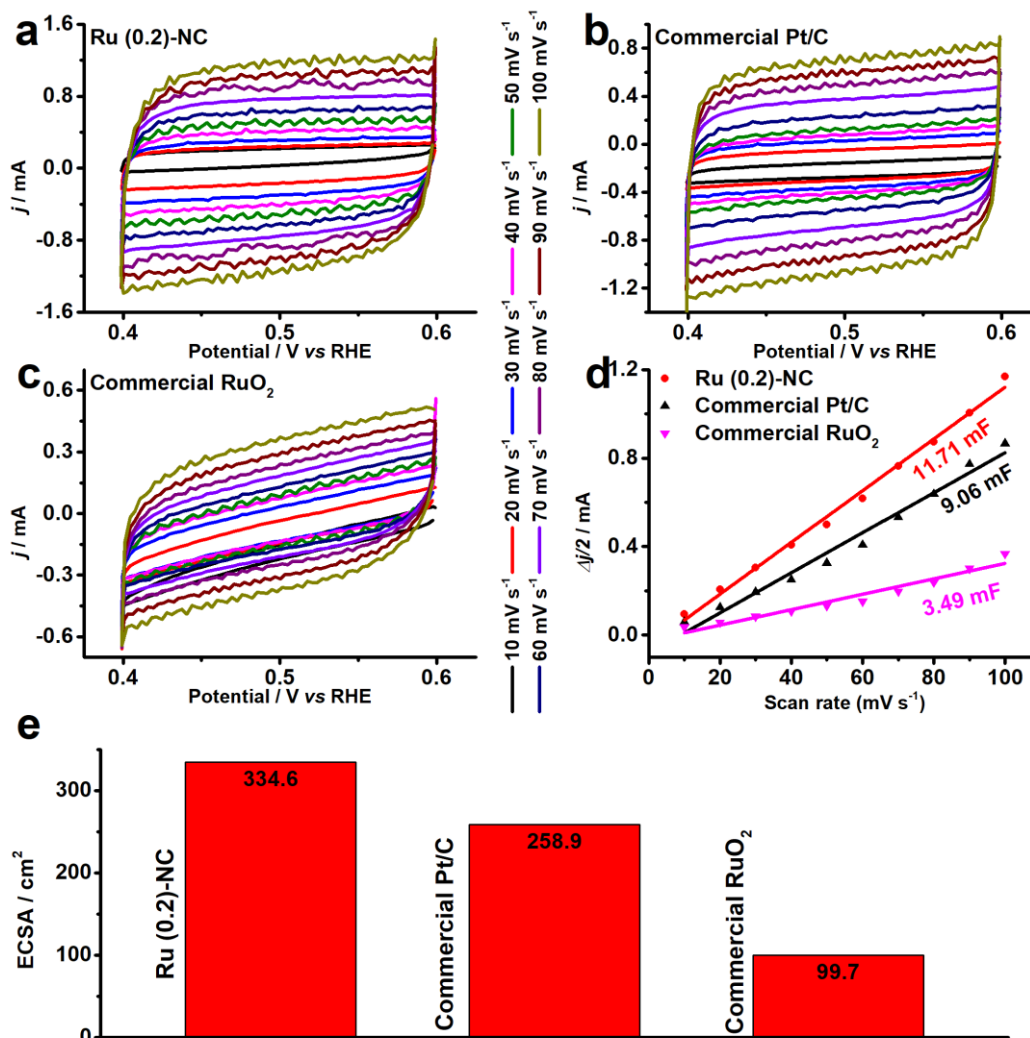 a
Ru (0.2)-NC
j / mA
1.6
0.8
0.0
-0.8
-1.6
0.4
0.5
0.6
Potential / V vs RHE
10 mV s⁻¹
20 mV s⁻¹
30 mV s⁻¹
40 mV s⁻¹
50 mV s⁻¹
60 mV s⁻¹
70 mV s⁻¹
80 mV s⁻¹
90 mV s⁻¹
100 mV s⁻¹
b
Commercial Pt/C
j / mA
0.8
0.4
0.0
-0.4
-0.8
-1.2
0.4
0.5
0.6
Potential / V vs RHE
c
Commercial RuO₂
j / mA
0.6
0.3
0.0
-0.3
-0.6
0.4
0.5
0.6
Potential / V vs RHE
d
Ru (0.2)-NC
Commercial Pt/C
Commercial RuO₂
11.71 mF
9.06 mF
3.49 mF
Δj/2 / mA
1.2
0.8
0.4
0.0
0
20
40
60
80
100
Scan rate (mV s⁻¹)
e
ECSA / cm²
300
200
100
0
Ru (0.2)-NC
334.6
Commercial Pt/C
258.9
Commercial RuO₂
99.7